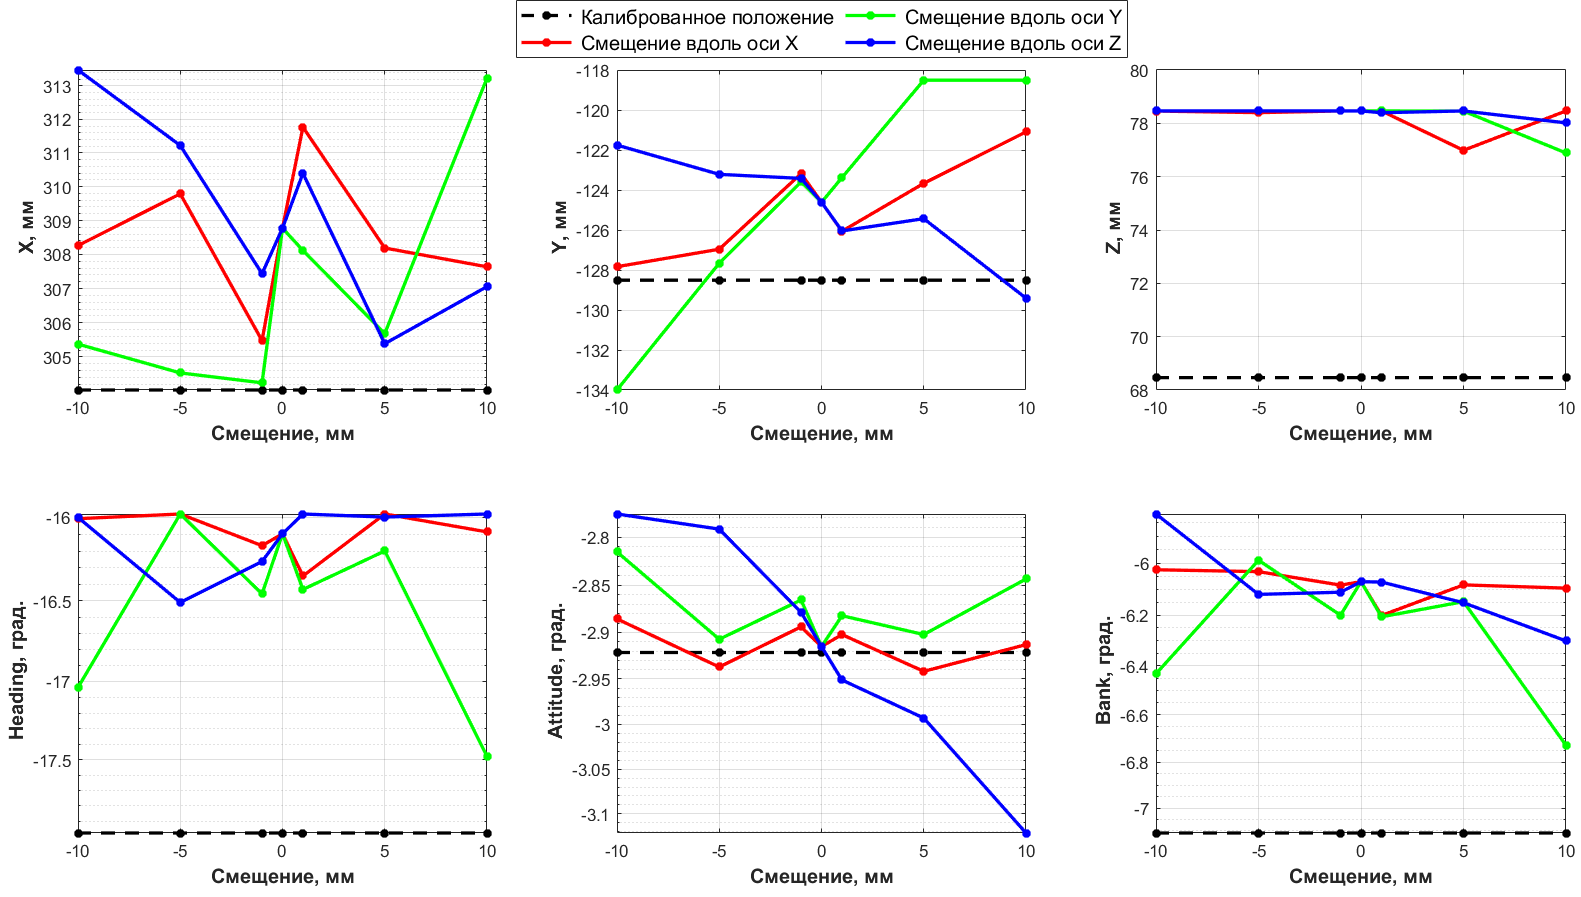 Калиброванное положение
Смещение вдоль оси Y
Смещение вдоль оси X
Смещение вдоль оси Z
313
312
311
310
309
308
307
306
305
X, мм
-10 -5 0 5 10
Смещение, мм
-118
-120
-122
-124
-126
-128
-130
-132
-134
Y, мм
-10 -5 0 5 10
Смещение, мм
80
78
76
74
72
70
68
Z, мм
-10 -5 0 5 10
Смещение, мм
-16
-16.5
-17
-17.5
Heading, град.
-10 -5 0 5 10
Смещение, мм
-2.8
-2.85
-2.9
-2.95
-3
-3.05
-3.1
Attitude, град.
-10 -5 0 5 10
Смещение, мм
-6
-6.2
-6.4
-6.6
-6.8
-7
Bank, град.
-10 -5 0 5 10
Смещение, мм